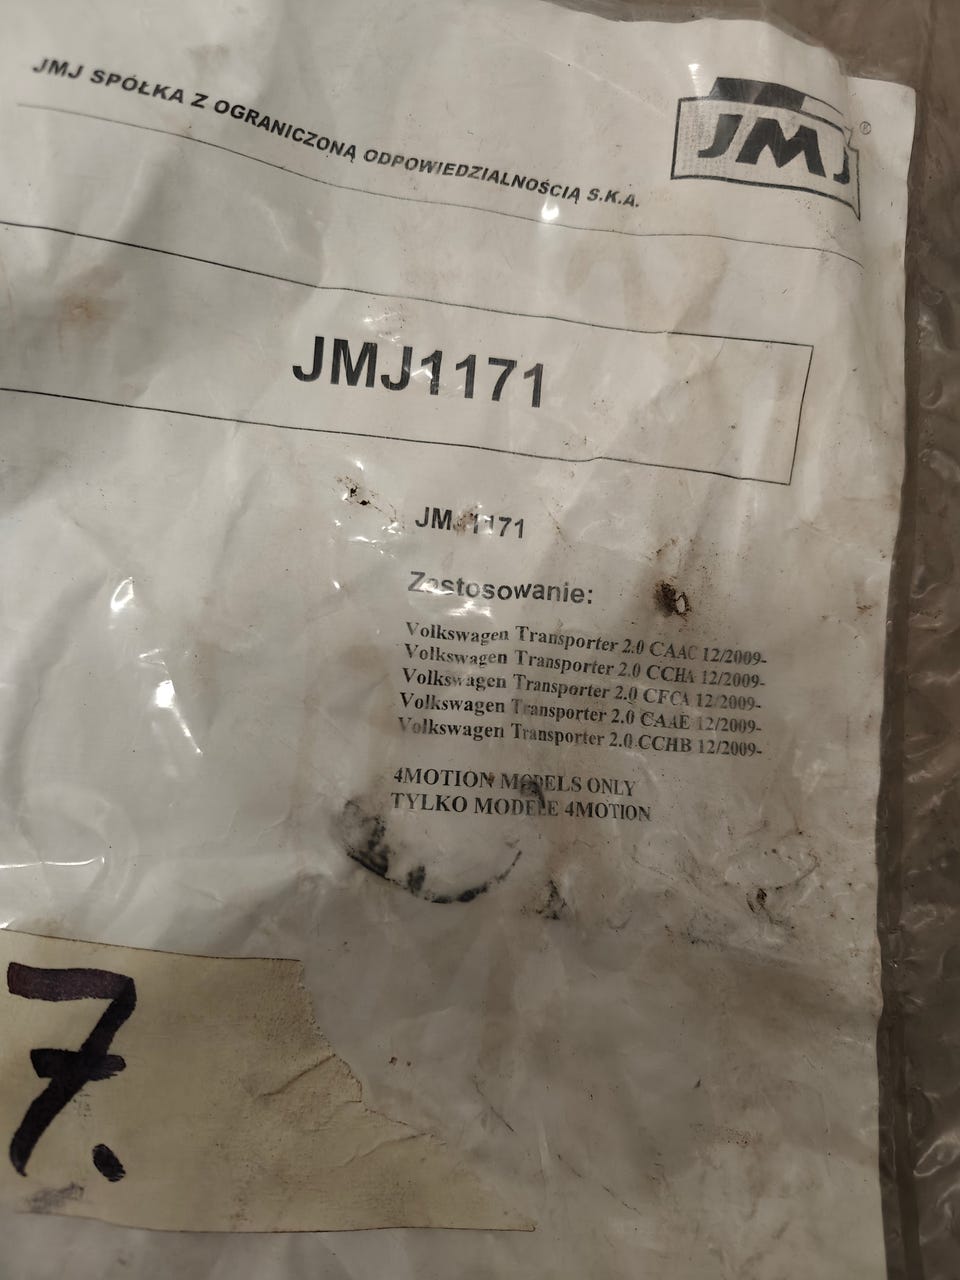 JMJ SPÓŁKA Z OGRANICZONĄ ODPOWIEDZIALNOŚCIĄ S.K.A.
JMJ ®
JMJ1171
JMJ1171
Zastosowanie:
Volkswagen Transporter 2.0 CAAC 12/2009-
Volkswagen Transporter 2.0 CCHA 12/2009-
Volkswagen Transporter 2.0 CFCA 12/2009-
Volkswagen Transporter 2.0 CAAE 12/2009-
Volkswagen Transporter 2.0 CCHB 12/2009-
4MOTION MODELS ONLY
TYLKO MODELE 4MOTION
7.